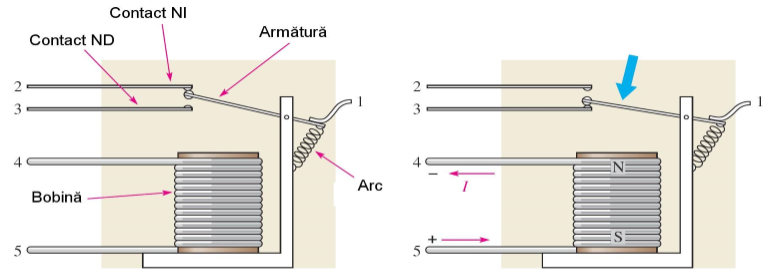 Contact NI
Contact ND
Armătură
2
3
1
4
Bobină
Arc
5
2
3
1
4
−
I
N
+
S
5